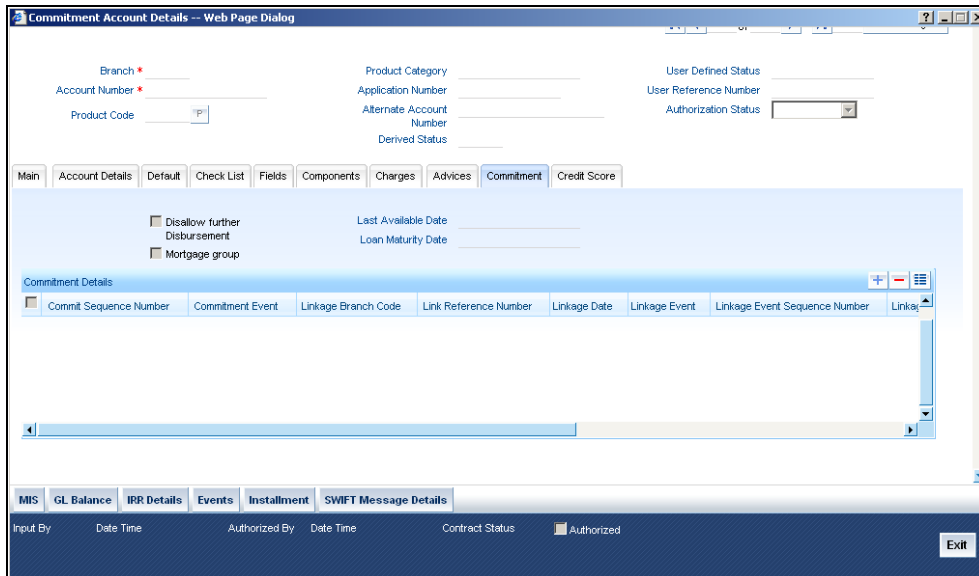 Commitment Account Details -- Web Page Dialog
Branch *
Account Number *
Product Code
P
Product Category
Application Number
Alternate Account
Number
Derived Status
User Defined Status
User Reference Number
Authorization Status
Main Account Details Default Check List Fields Components Charges Advices Commitment Credit Score
Disallow further
Disbursement
Mortgage group
Last Available Date
Loan Maturity Date
Commitment Details
Commit Sequence Number Commitment Event Linkage Branch Code Link Reference Number Linkage Date Linkage Event Linkage Event Sequence Number
MIS GL Balance IRR Details Events Installment SWIFT Message Details
Input By Date Time Authorized By Date Time Contract Status Authorized
Exit